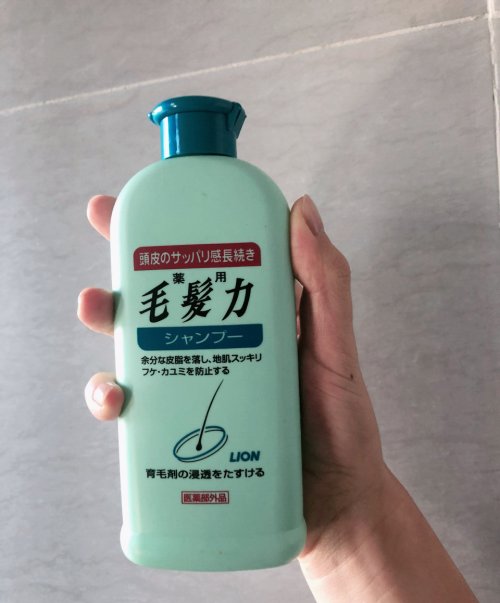 頭皮のサッパリ感長続き
薬用
毛髪力
シャンプー
余分な皮脂を落し、地肌スッキリ
フケ・カユミを防止する
LION
育毛剤の浸透をたすける
医薬部外品